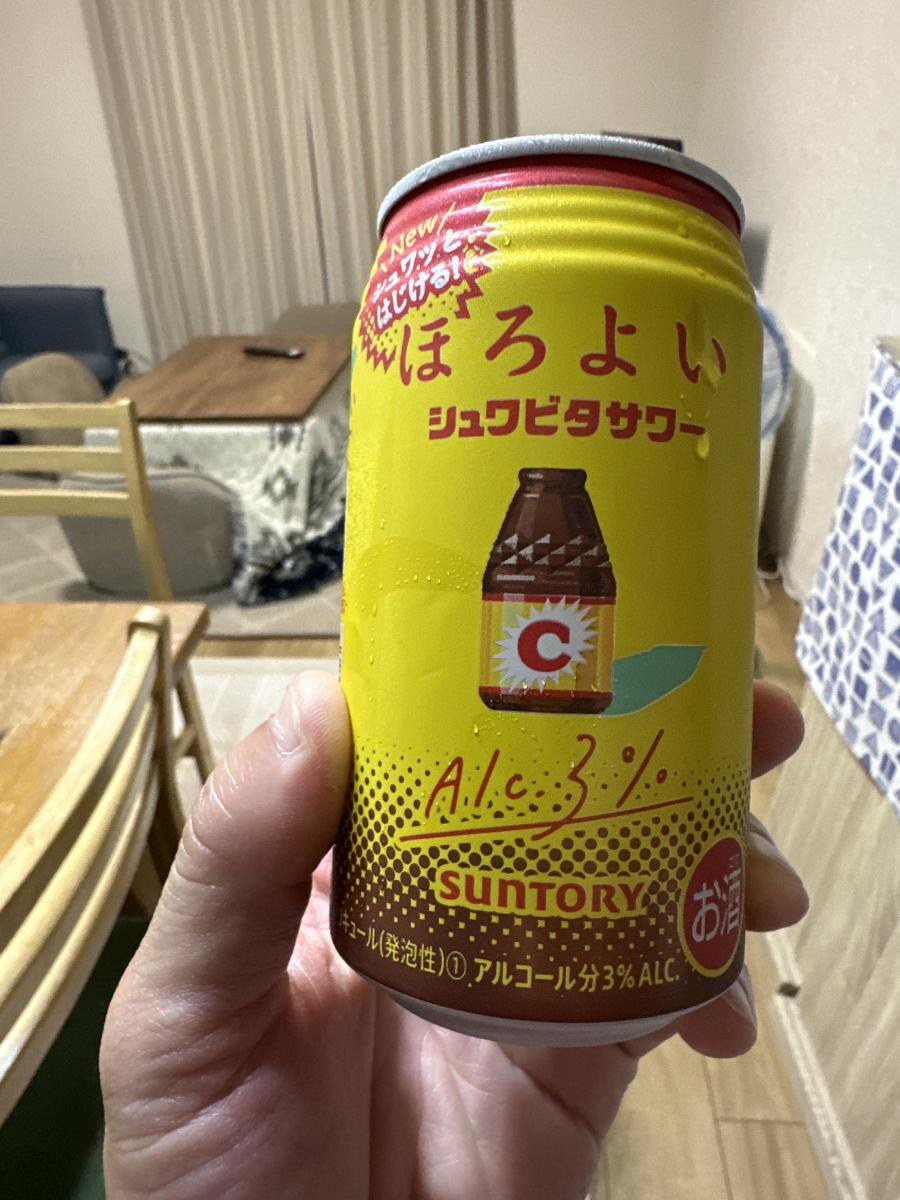 New
シュワッと
はじける!
ほろよい
シュワビタサワー
C
Alc.3%
SUNTORY
お酒
キュール(発泡性)① アルコール分3%ALC.